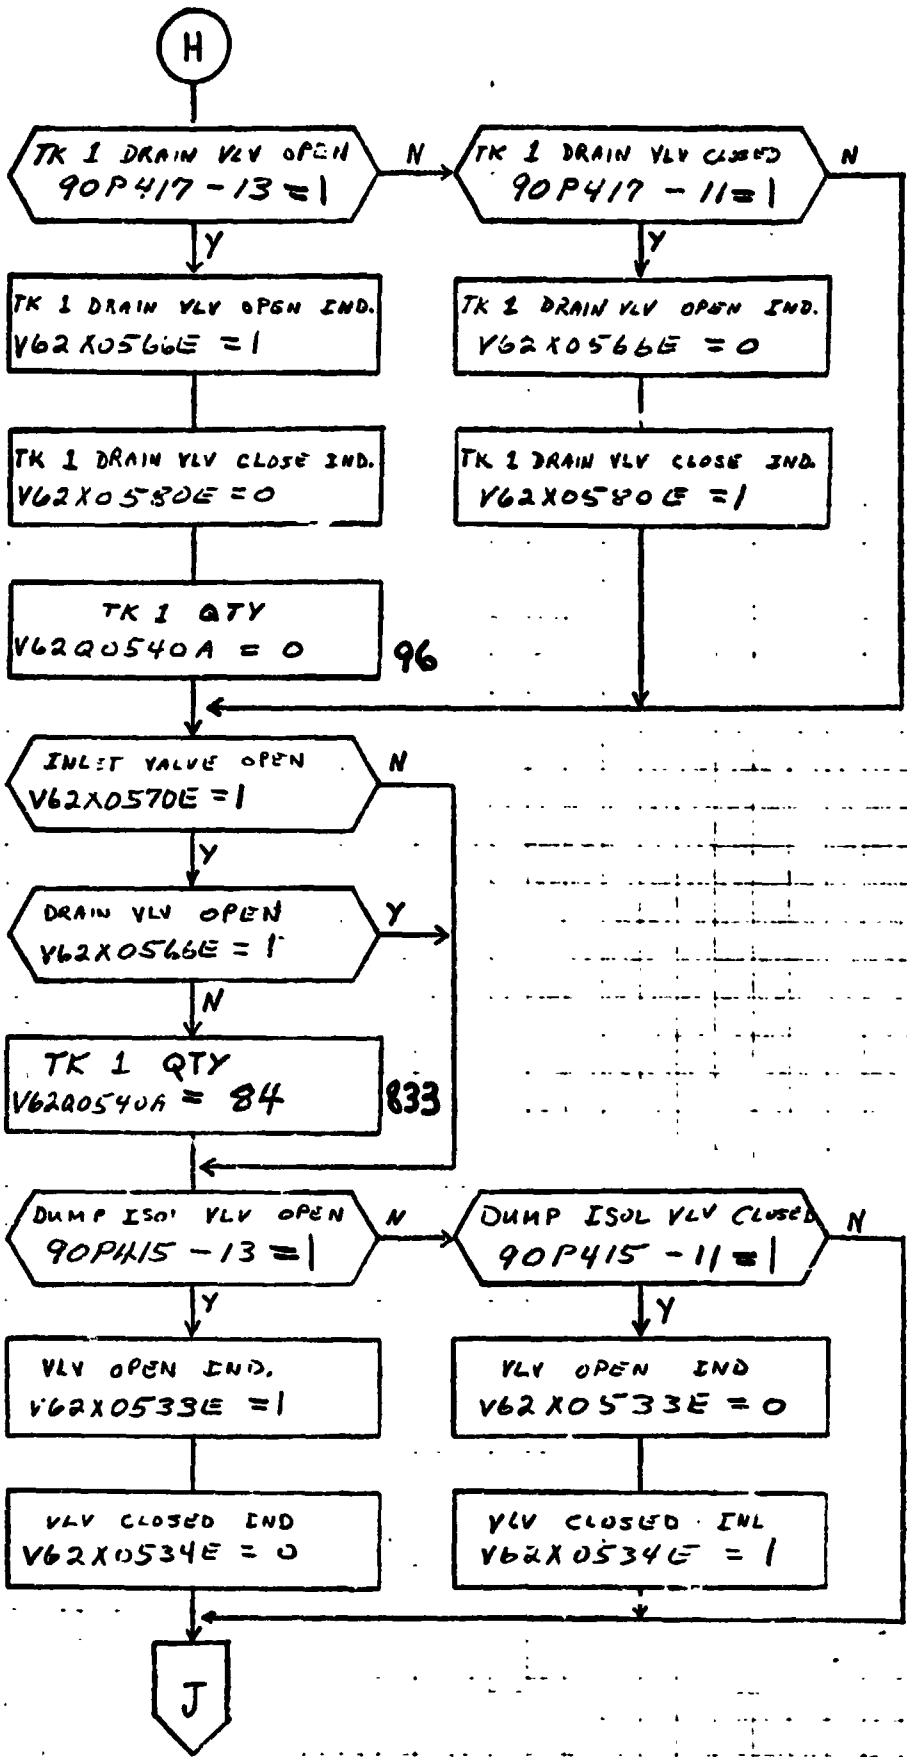 H
TK 1 DRAIN VLV OPEN
90P417-13=1
N
TK 1 DRAIN VLV CLOSED
90P417-11=1
N
Y
Y
TK 1 DRAIN VLV OPEN IND.
V62X0566E=1
TK 1 DRAIN VLV OPEN IND.
V62X0566E=0
TK 1 DRAIN VLV CLOSE IND.
V62X0580E=0
TK 1 DRAIN VLV CLOSE IND.
V62X0580E=1
TK 1 QTY
V62Q0540A = 0
96
INLET VALVE OPEN
V62X0570E=1
N
Y
DRAIN VLV OPEN
V62X0566E=1
Y
N
TK 1 QTY
V62Q0540A = 84
833
DUMP ISOL VLV OPEN
90P415-13=1
N
DUMP ISOL VLV CLOSED
90P415-11=1
N
Y
Y
VLV OPEN IND.
V62X0533E=1
VLV OPEN IND
V62X0533E=0
VLV CLOSED IND
V62X0534E=0
VLV CLOSED INL
V62X0534E=1
J